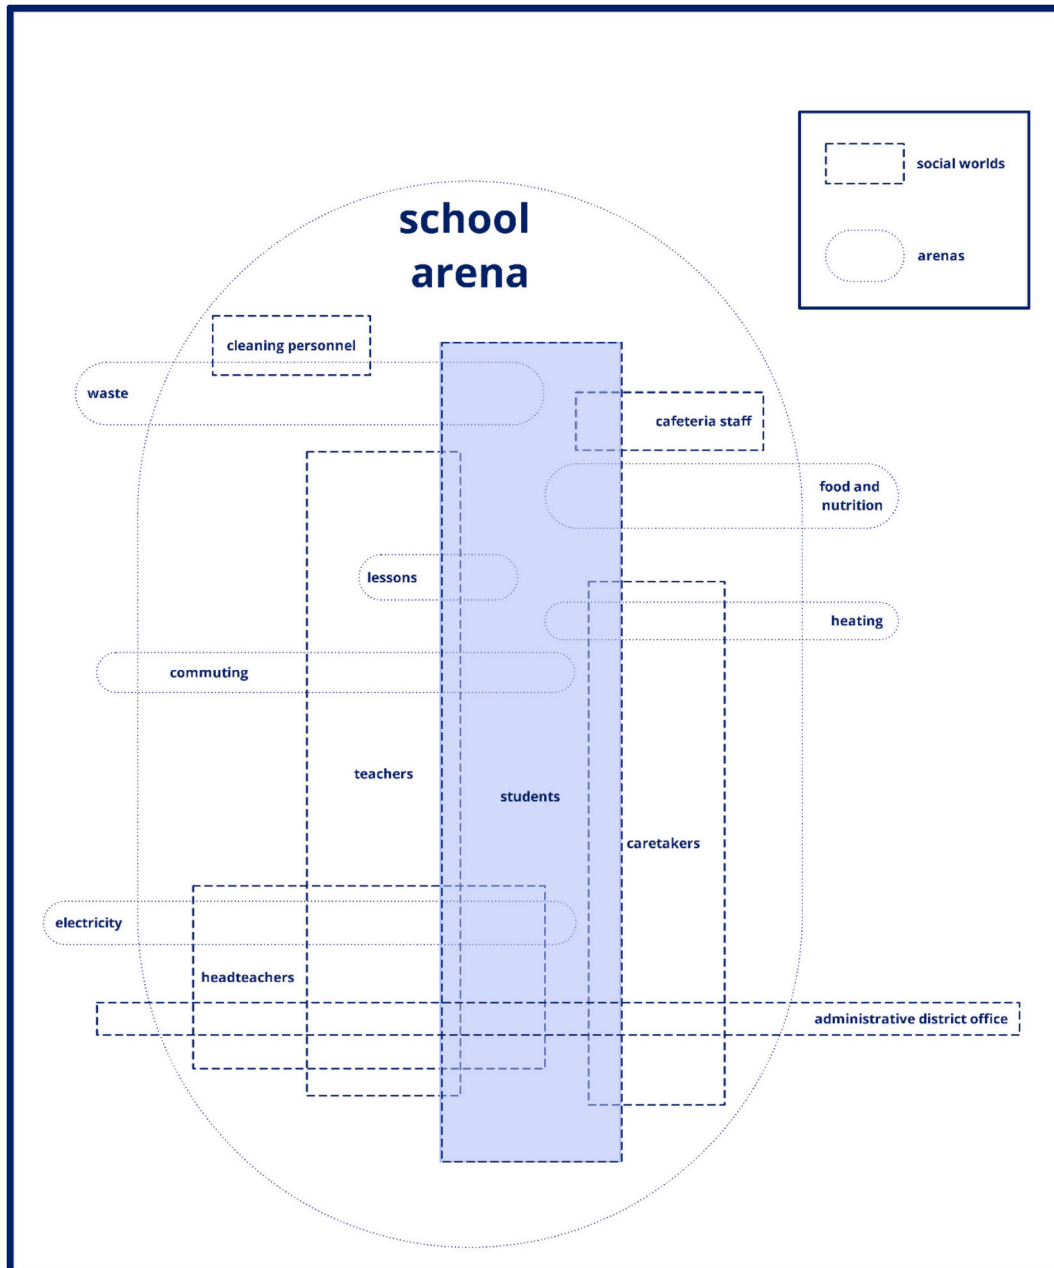 school
arena
social worlds
arenas
cleaning personnel
waste
cafeteria staff
food and
nutrition
lessons
heating
commuting
teachers
students
caretakers
electricity
headteachers
administrative district office